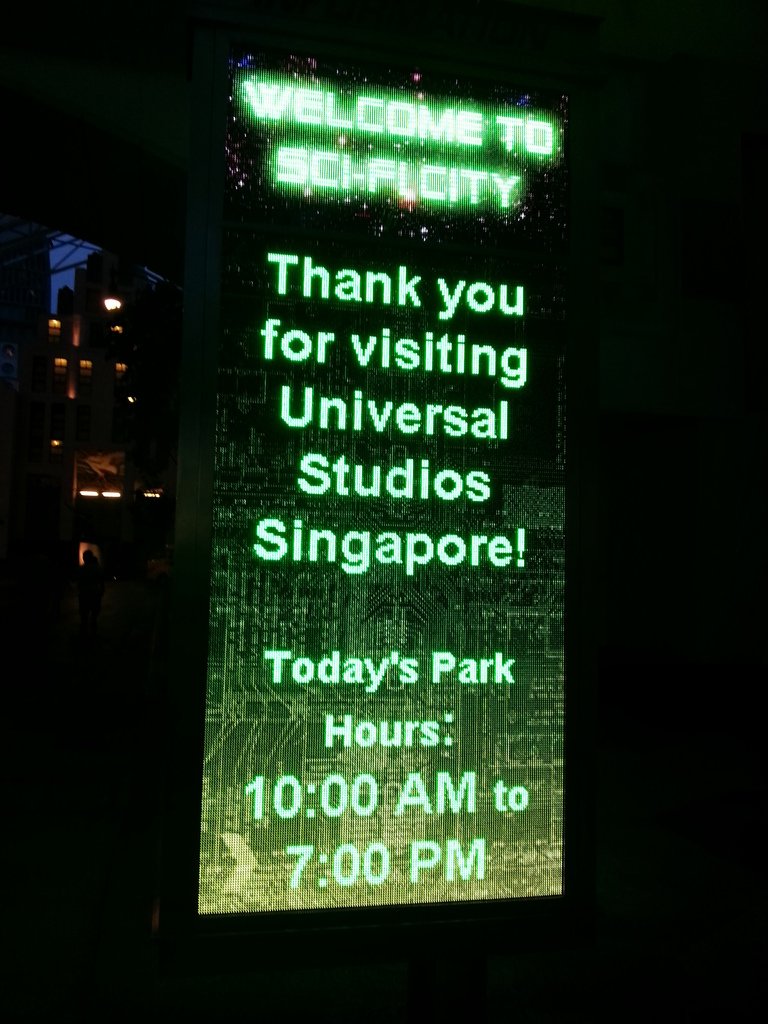 WELCOME TO
SCI-FI CITY
Thank you
for visiting
Universal
Studios
Singapore!
Today's Park
Hours:
10:00 AM to
7:00 PM